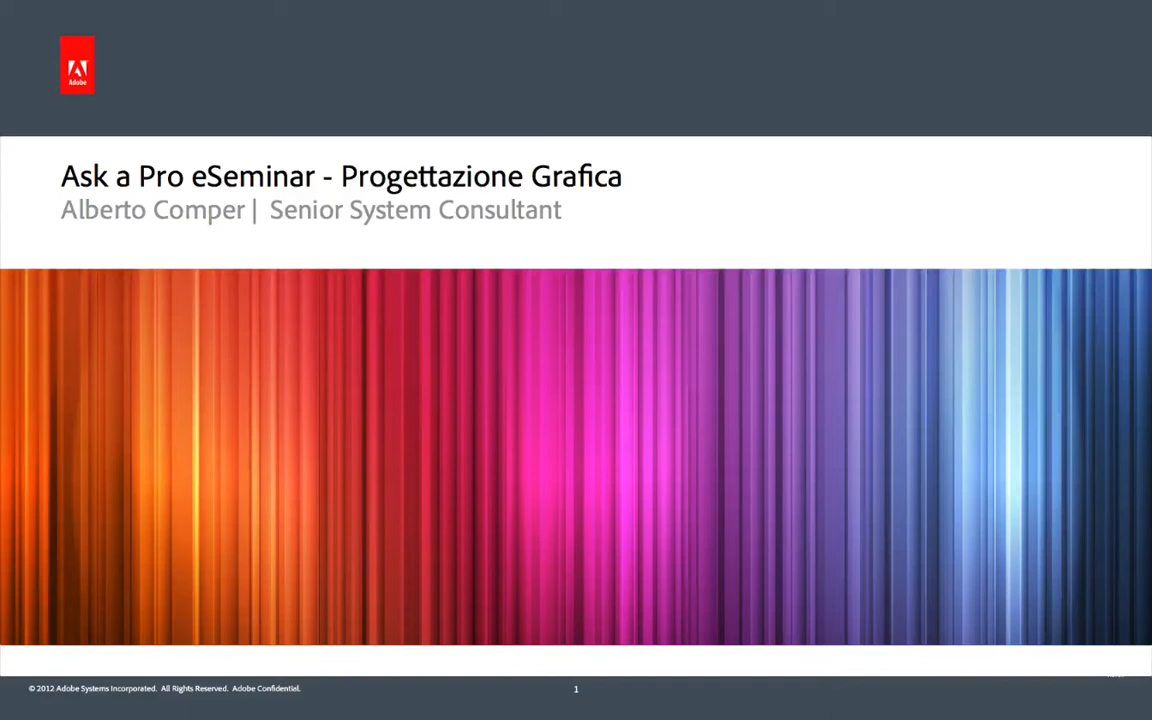 Adobe
Ask a Pro eSeminar - Progettazione Grafica
Alberto Comper | Senior System Consultant
© 2012 Adobe Systems Incorporated. All Rights Reserved. Adobe Confidential.
1